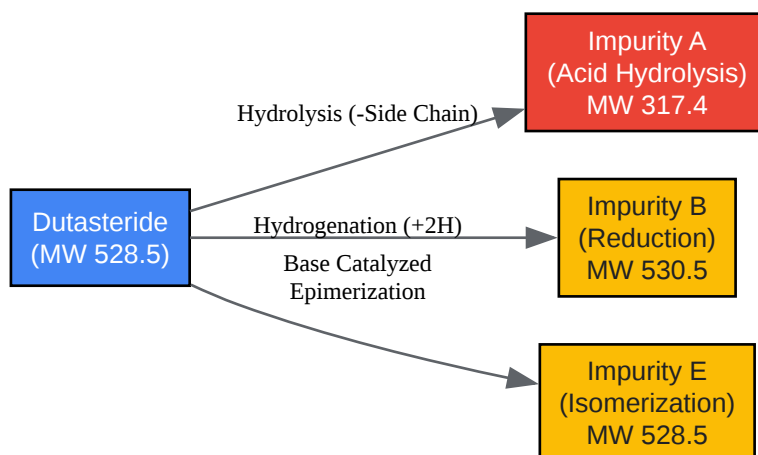 Impurity A
(Acid Hydrolysis)
MW 317.4
Hydrolysis (-Side Chain)
Dutasteride
(MW 528.5)
Hydrogenation (+2H)
Impurity B
(Reduction)
MW 530.5
Base Catalyzed
Epimerization
Impurity E
(Isomerization)
MW 528.5